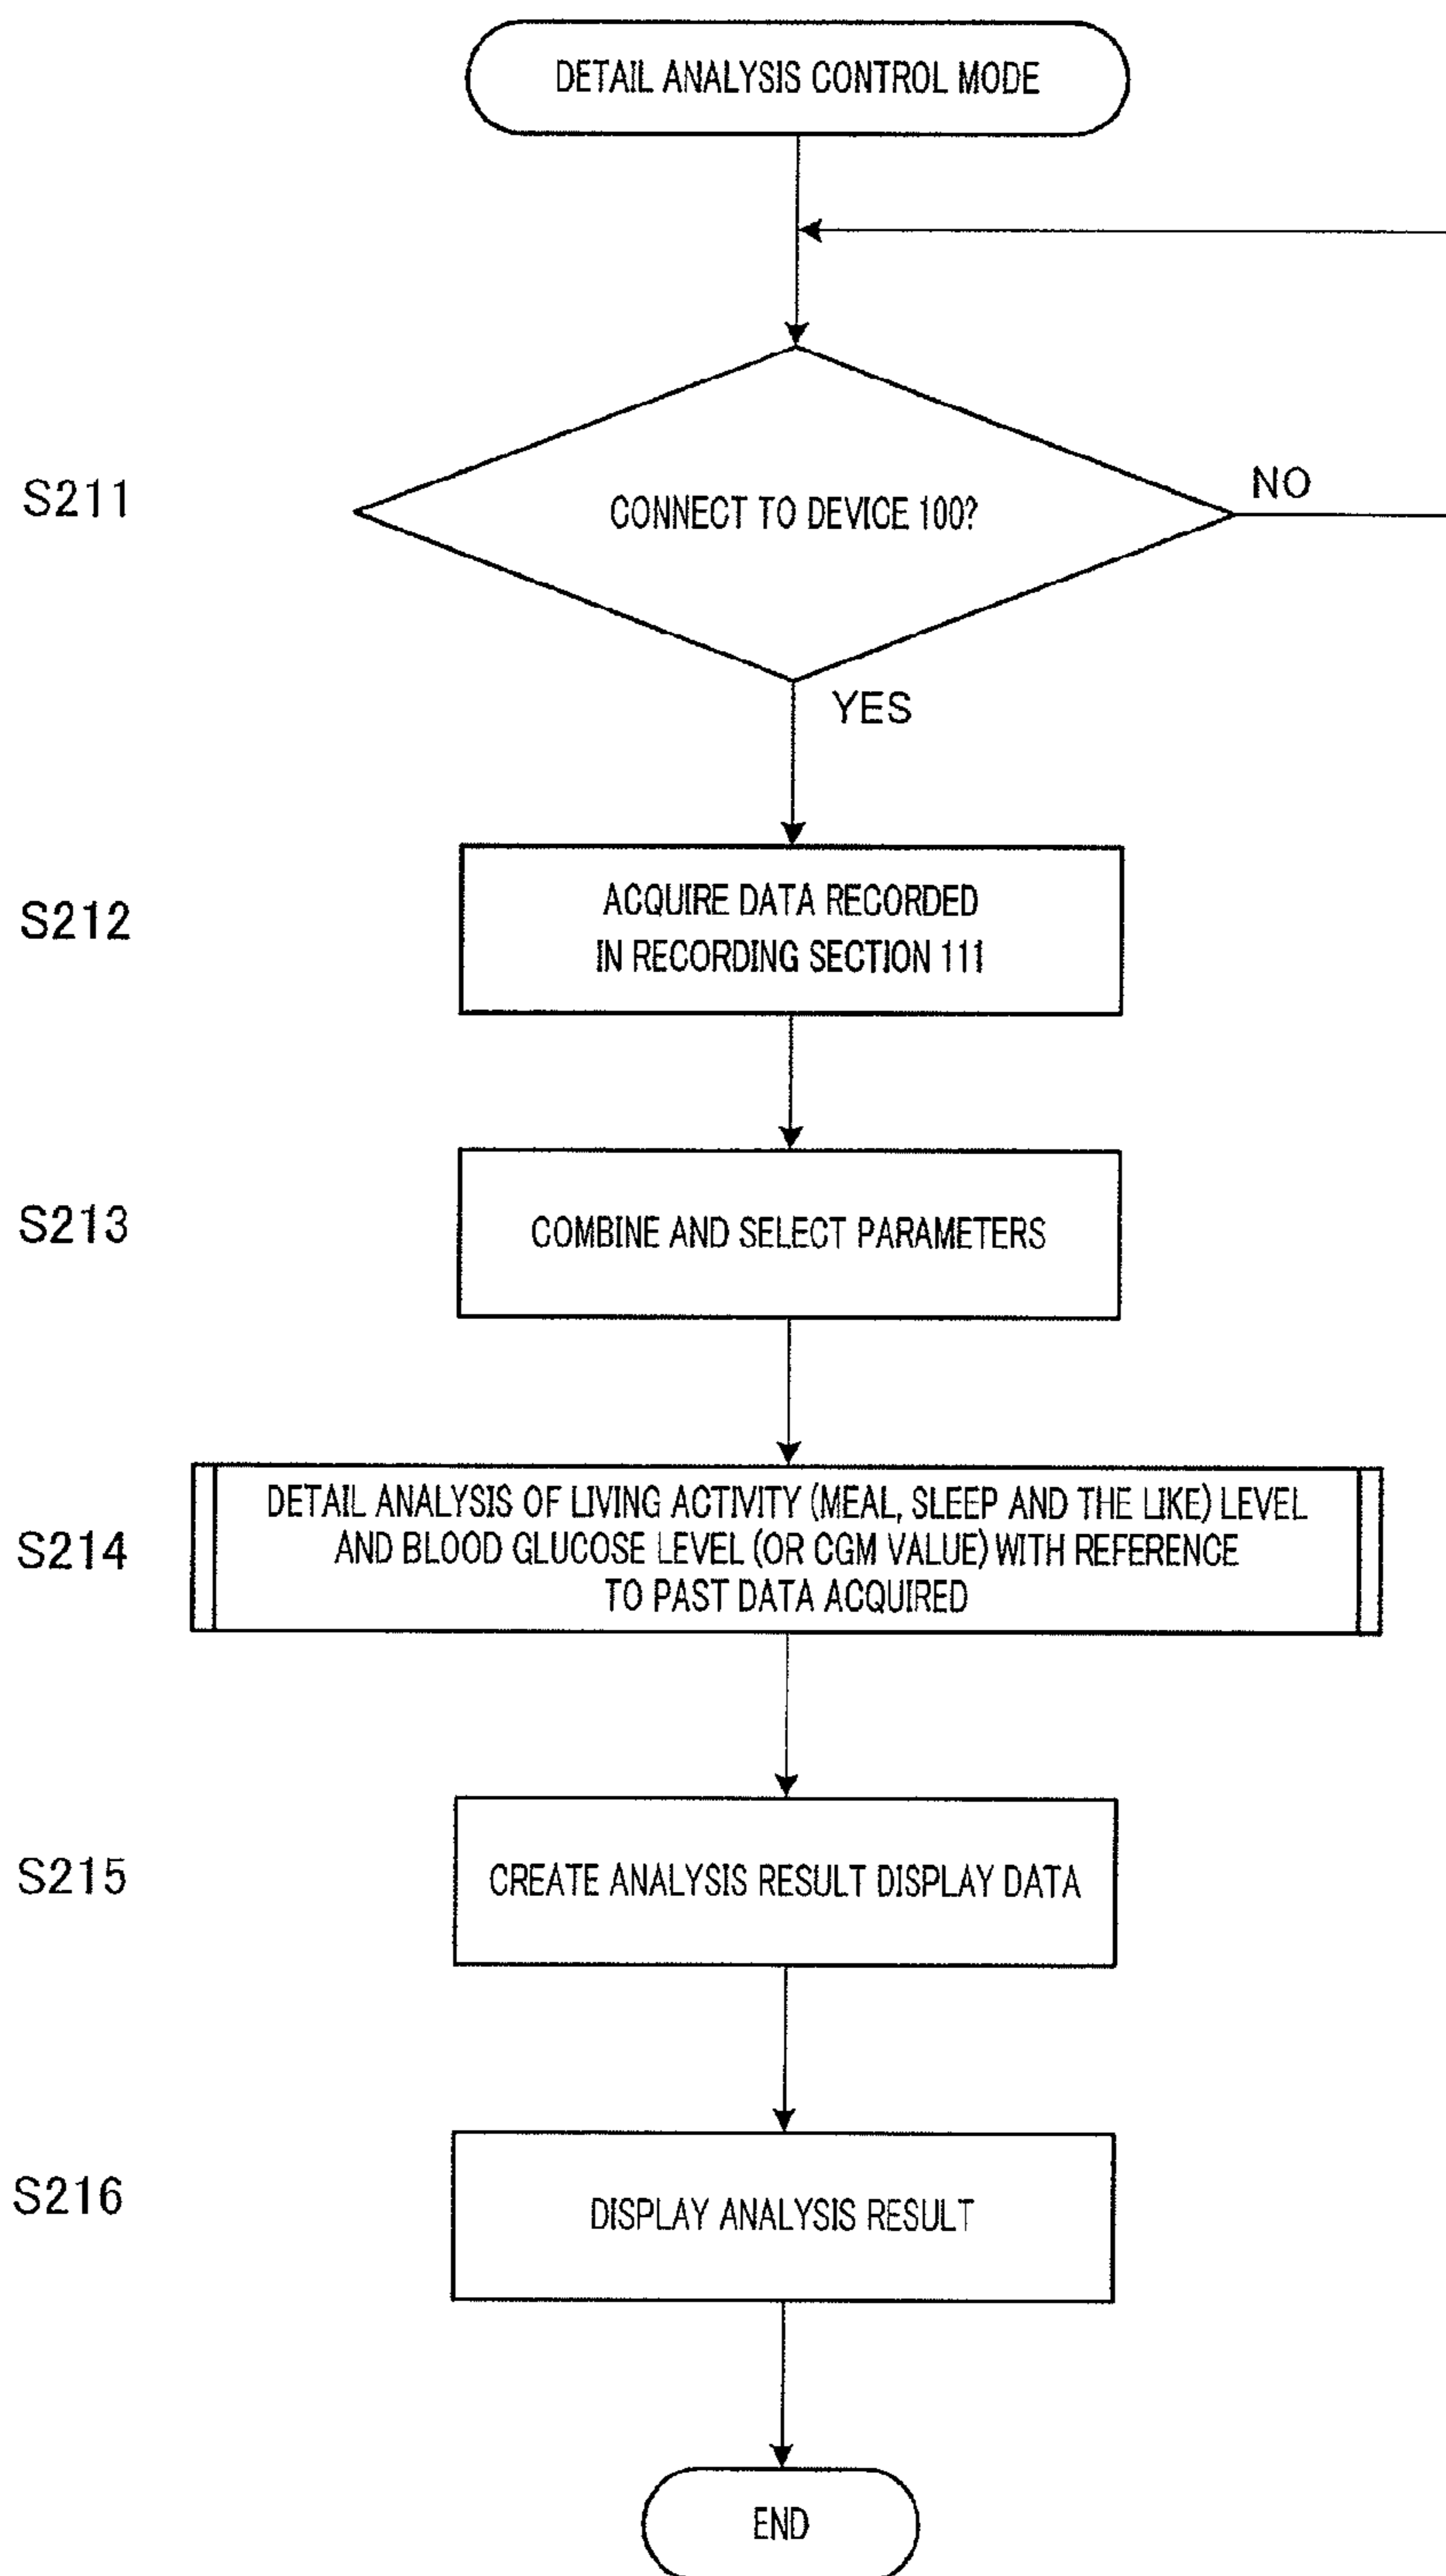 DETAIL ANALYSIS CONTROL MODE
S211
CONNECT TO DEVICE 100?
NO
YES
S212
ACQUIRE DATA RECORDED
IN RECORDING SECTION 111
S213
COMBINE AND SELECT PARAMETERS
S214
DETAIL ANALYSIS OF LIVING ACTIVITY (MEAL, SLEEP AND THE LIKE) LEVEL
AND BLOOD GLUCOSE LEVEL (OR CGM VALUE) WITH REFERENCE
TO PAST DATA ACQUIRED
S215
CREATE ANALYSIS RESULT DISPLAY DATA
S216
DISPLAY ANALYSIS RESULT
END